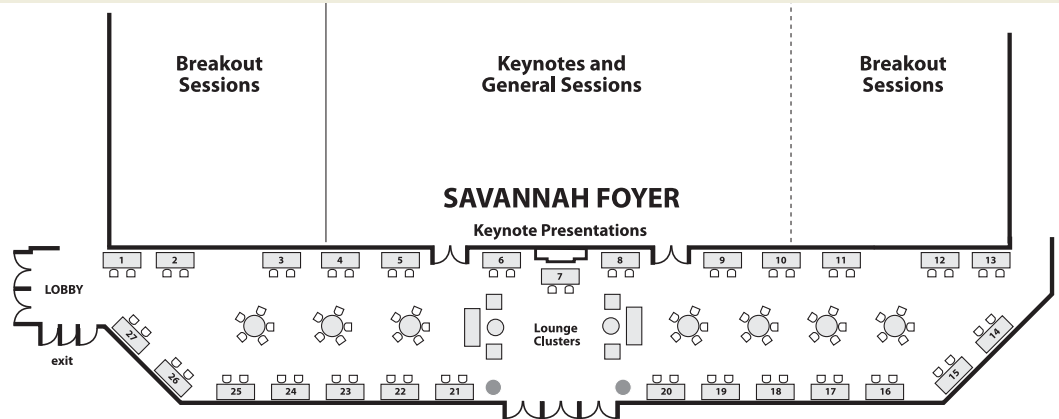 Breakout
Sessions
Keynotes and
General Sessions
Breakout
Sessions
SAVANNAH FOYER
Keynote Presentations
1
2
3
4
5
6
7
8
9
10
11
12
13
LOBBY
exit
27
26
Lounge
Clusters
14
15
25
24
23
22
21
20
19
18
17
16